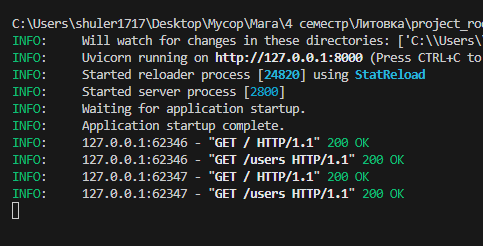 C:\Users\shuler1717\Desktop\Мусор\Мага\4 семестр\Литовка\project_roo
INFO:     Will watch for changes in these directories: ['C:\\Users\\
INFO:     Uvicorn running on http://127.0.0.1:8000 (Press CTRL+C to
INFO:     Started reloader process [24820] using StatReload
INFO:     Started server process [2800]
INFO:     Waiting for application startup.
INFO:     Application startup complete.
INFO:     127.0.0.1:62346 - "GET / HTTP/1.1" 200 OK
INFO:     127.0.0.1:62346 - "GET /users HTTP/1.1" 200 OK
INFO:     127.0.0.1:62347 - "GET / HTTP/1.1" 200 OK
INFO:     127.0.0.1:62347 - "GET /users HTTP/1.1" 200 OK